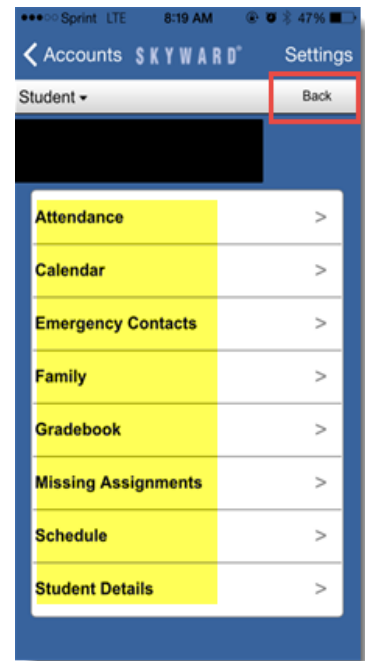 Sprint LTE 8:19 AM 47%
Accounts SKYWARD® Settings
Student Back
Attendance >
Calendar >
Emergency Contacts >
Family >
Gradebook >
Missing Assignments >
Schedule >
Student Details >